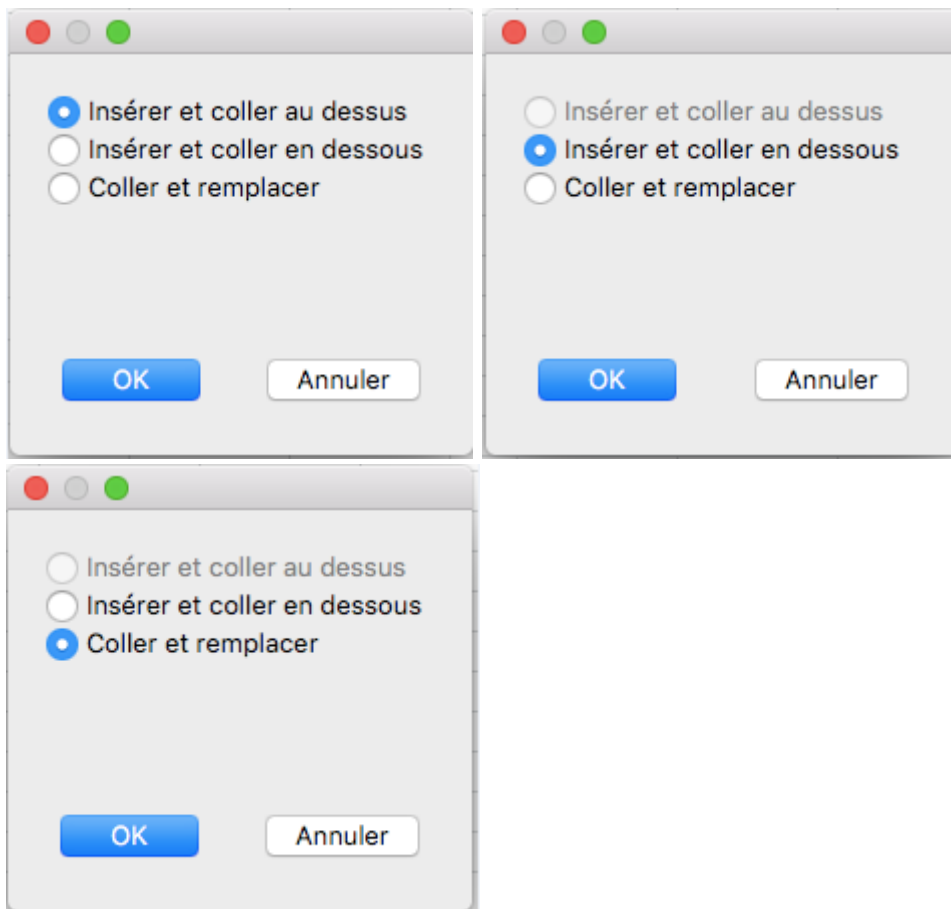 Insérer et coller au dessus
Insérer et coller en dessous
Coller et remplacer
OK Annuler
Insérer et coller au dessus
Insérer et coller en dessous
Coller et remplacer
OK Annuler
Insérer et coller au dessus
Insérer et coller en dessous
Coller et remplacer
OK Annuler